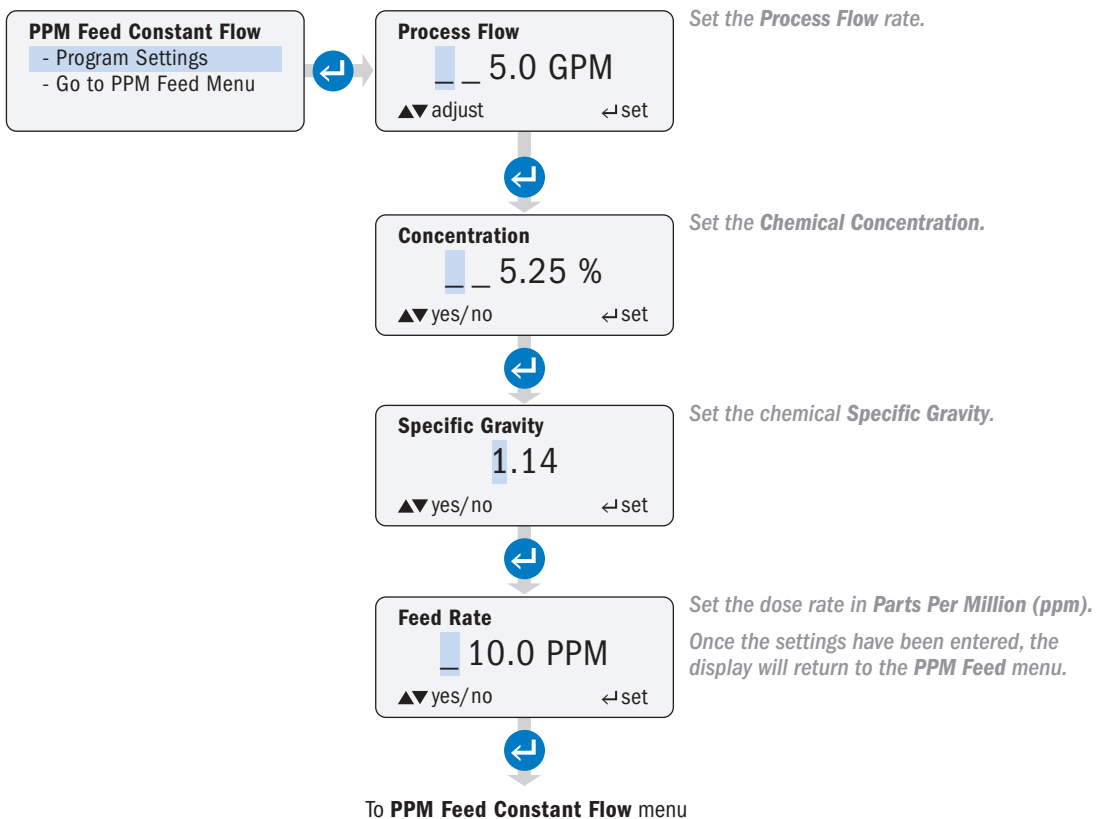 PPM Feed Constant Flow
- Program Settings
- Go to PPM Feed Menu
Process Flow
_ _ 5.0 GPM
▲▼ adjust ↵ set
Set the Process Flow rate.
Concentration
_ _ 5.25 %
▲▼ yes/no ↵ set
Set the Chemical Concentration.
Specific Gravity
1.14
▲▼ yes/no ↵ set
Set the chemical Specific Gravity.
Feed Rate
_ 10.0 PPM
▲▼ yes/no ↵ set
Set the dose rate in Parts Per Million (ppm).
Once the settings have been entered, the
display will return to the PPM Feed menu.
To PPM Feed Constant Flow menu